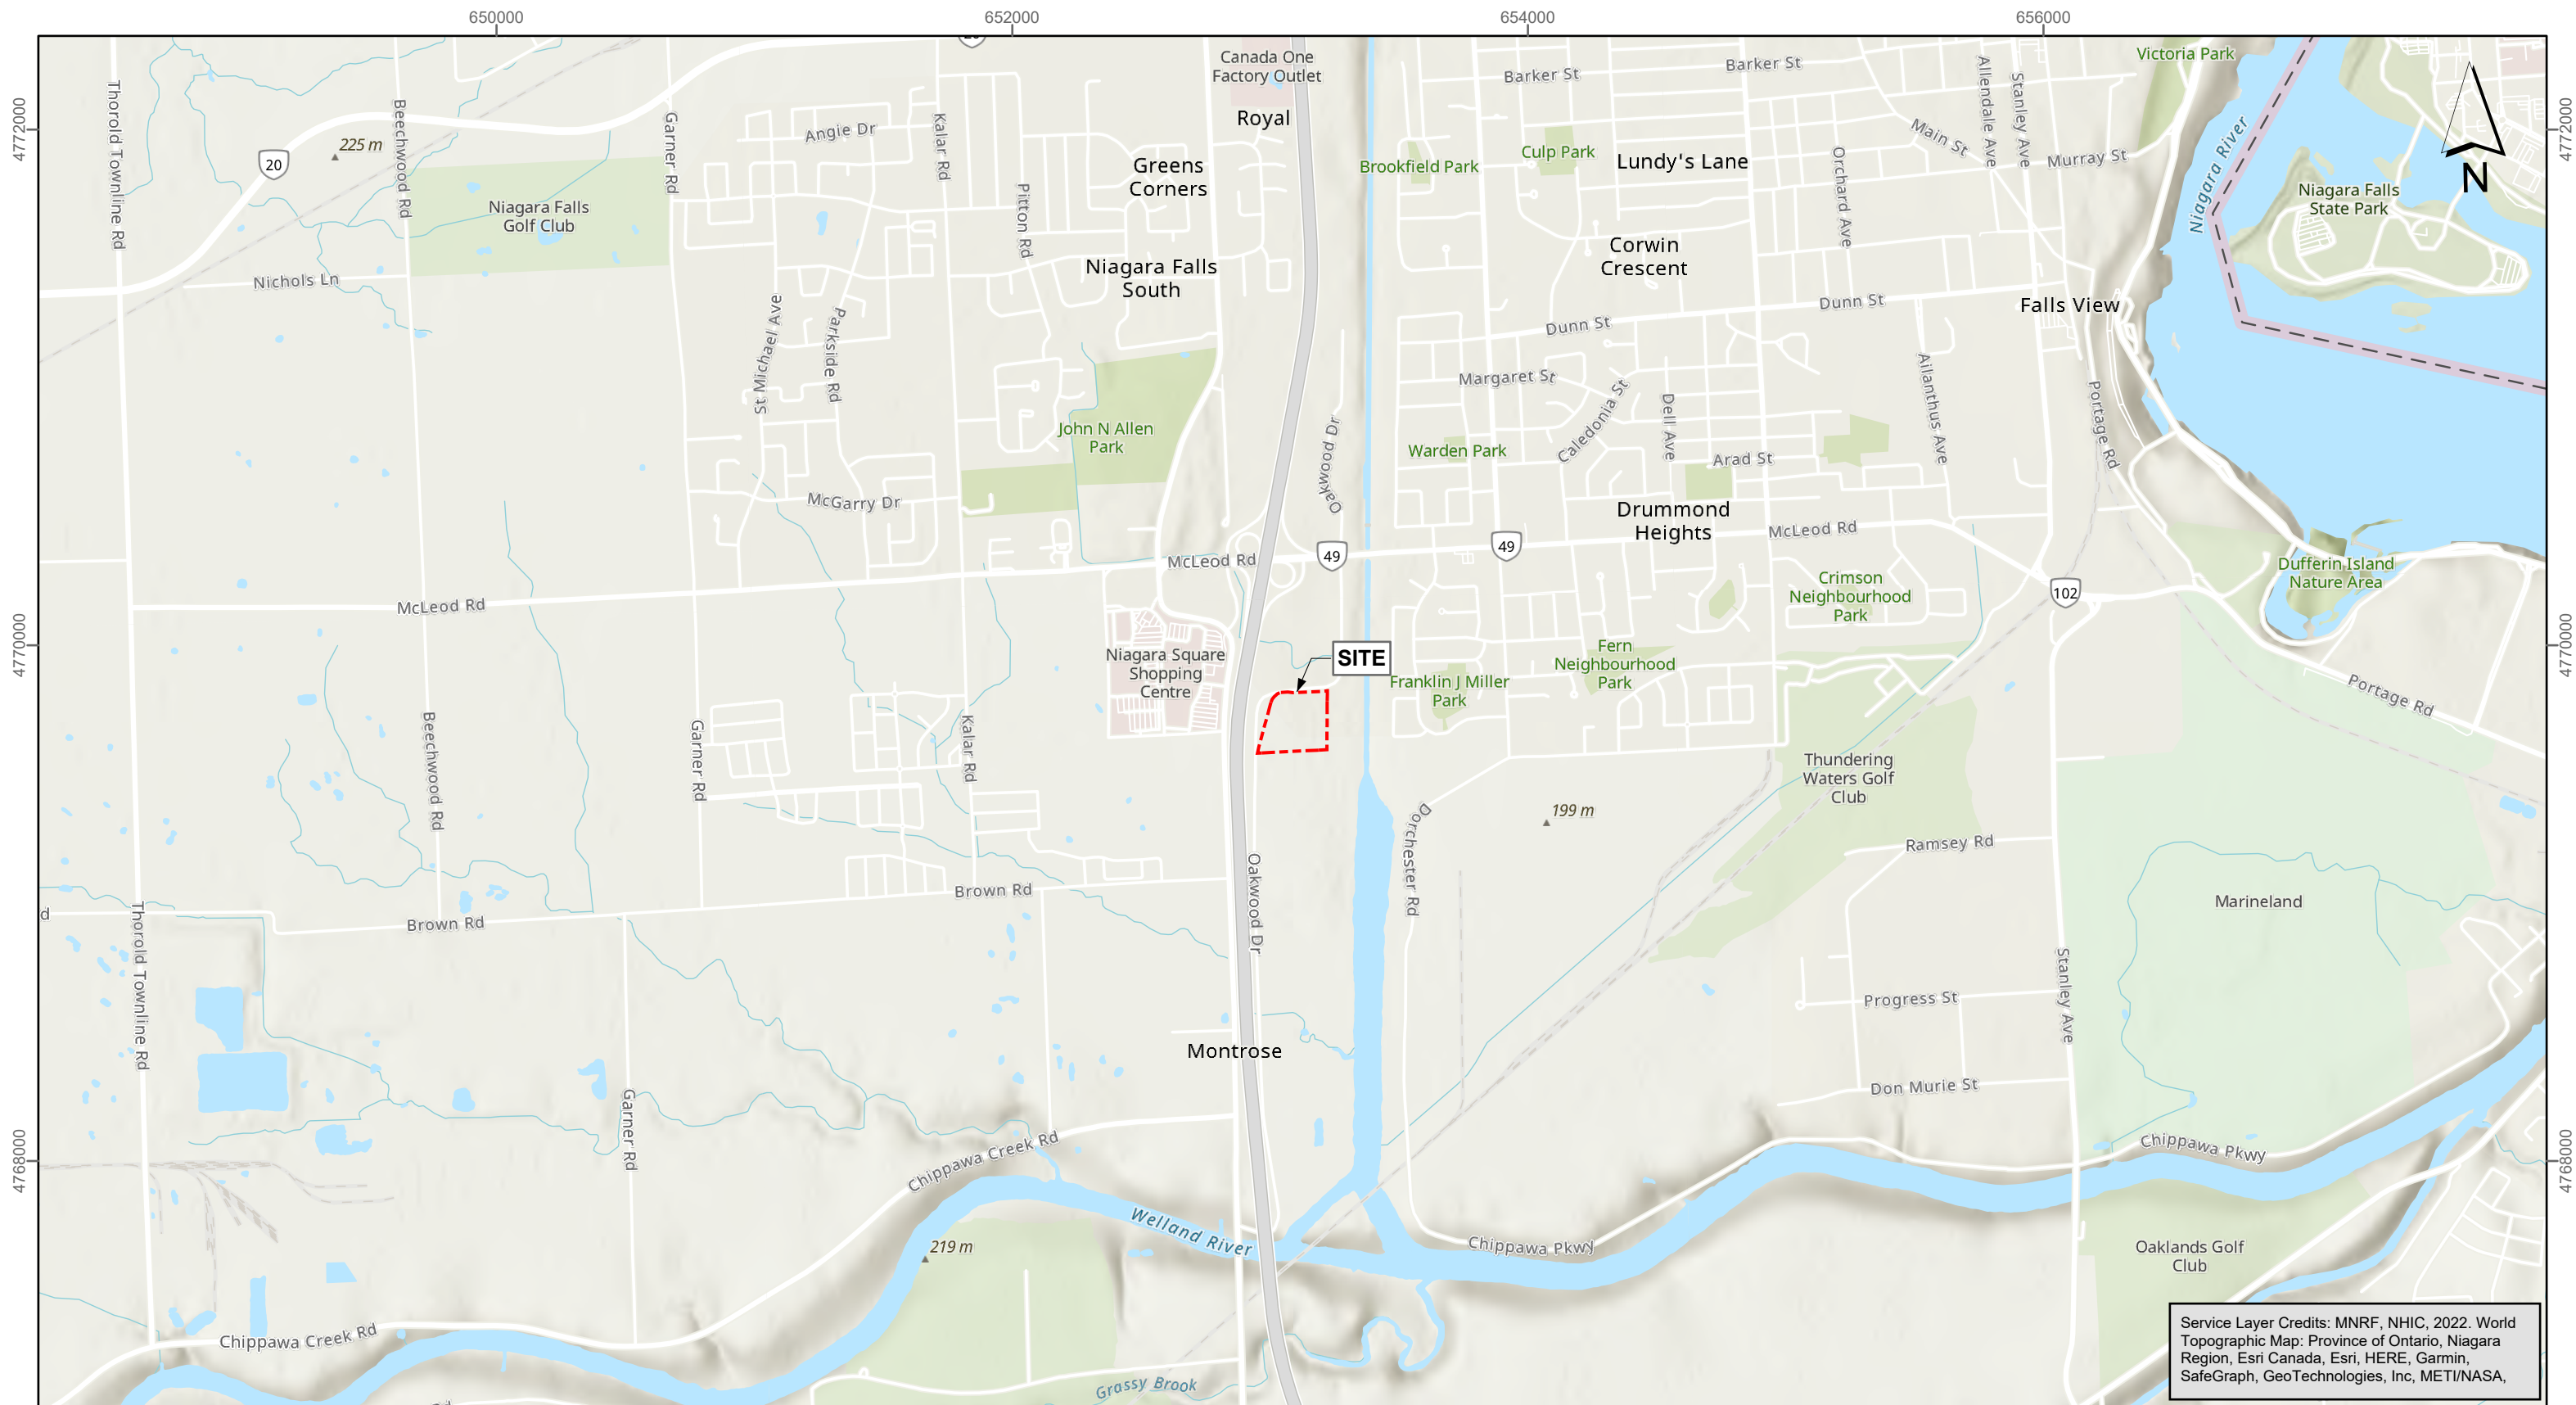 650000
652000
654000
656000
4772000
4772000
4770000
4770000
4768000
4768000
Canada One
Factory Outlet
Royal
Barker St
Barker St
Victoria Park
Thorold Townline Rd
Beechwood Rd
Garner Rd
Angie Dr
Kalar Rd
Pitton Rd
Greens
Corners
Brookfield Park
Culp Park
Lundy's Lane
Orchard Ave
Main St
Allendale Ave
Stanley Ave
Murray St
Niagara River
Niagara Falls
State Park
N
225 m
20
Niagara Falls
Golf Club
Nichols Ln
Niagara Falls
South
Corwin
Crescent
Dunn St
Dunn St
Falls View
St Michael Ave
Parkside Rd
John N Allen
Park
Oakwood Dr
Margaret St
Caledonia St
Dell Ave
Warden Park
Arad St
Ailanthus Ave
Portage Rd
McGarry Dr
Drummond
Heights
McLeod Rd
McLeod Rd
McLeod Rd
49
49
102
Dufferin Island
Nature Area
Crimson
Neighbourhood
Park
Fern
Neighbourhood
Park
Franklin J Miller
Park
SITE
Niagara Square
Shopping
Centre
Portage Rd
Beechwood Rd
Garner Rd
Kalar Rd
Thundering
Waters Golf
Club
199 m
Dorchester Rd
Ramsey Rd
Marineland
Oakwood Dr
Brown Rd
Brown Rd
d
Thorold Townline Rd
Progress St
Stanley Ave
Montrose
Don Murie St
Garner Rd
Chippawa Creek Rd
Chippawa Pkwy
Welland River
Chippawa Pkwy
219 m
Oaklands Golf
Club
Chippawa Creek Rd
Grassy Brook
Service Layer Credits: MNRF, NHIC, 2022. World
Topographic Map: Province of Ontario, Niagara
Region, Esri Canada, Esri, HERE, Garmin,
SafeGraph, GeoTechnologies, Inc, METI/NASA,